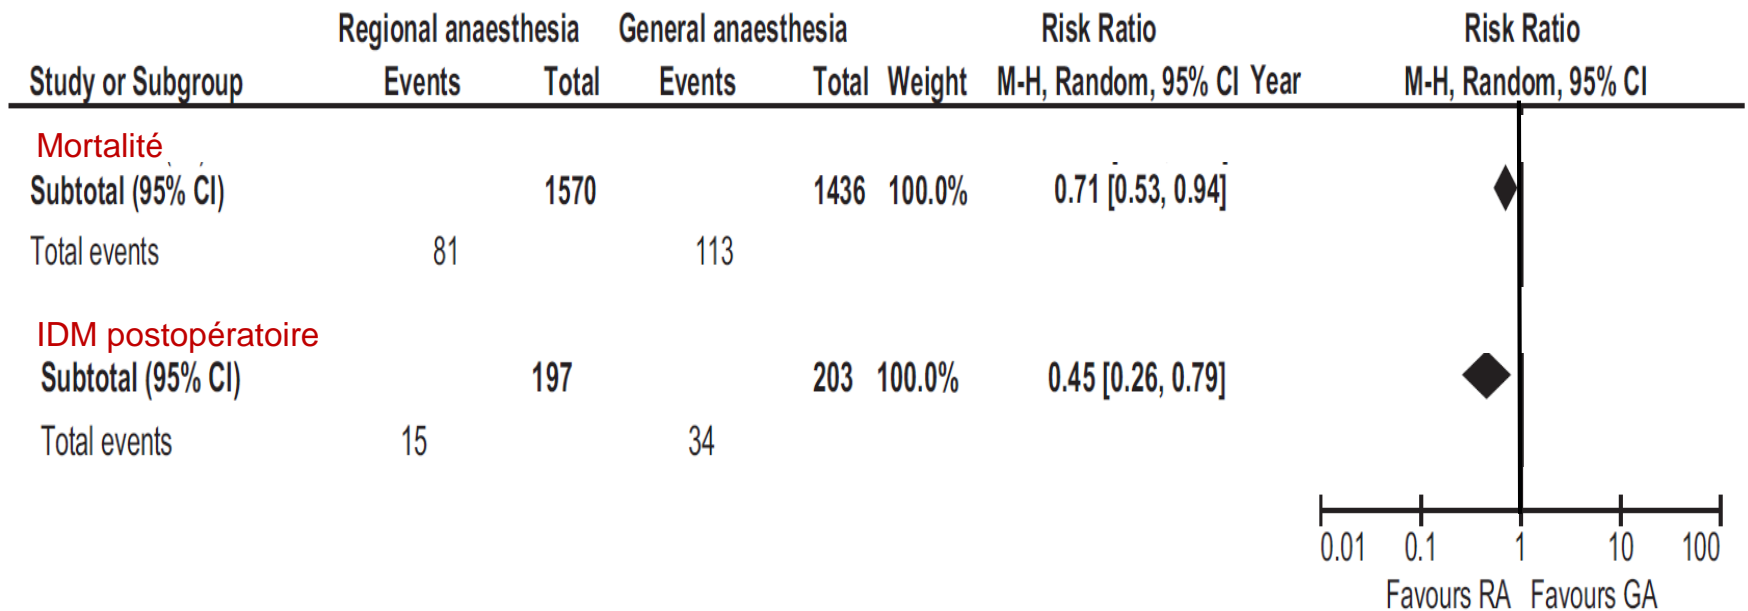 Regional anaesthesia General anaesthesia Risk Ratio Risk Ratio
Study or Subgroup Events Total Events Total Weight M-H, Random, 95% CI Year M-H, Random, 95% CI
Mortalité
Subtotal (95% CI) 1570 1436 100.0% 0.71 [0.53, 0.94]
Total events 81 113
IDM postopératoire
Subtotal (95% CI) 197 203 100.0% 0.45 [0.26, 0.79]
Total events 15 34
0.01 0.1 1 10 100
Favours RA Favours GA